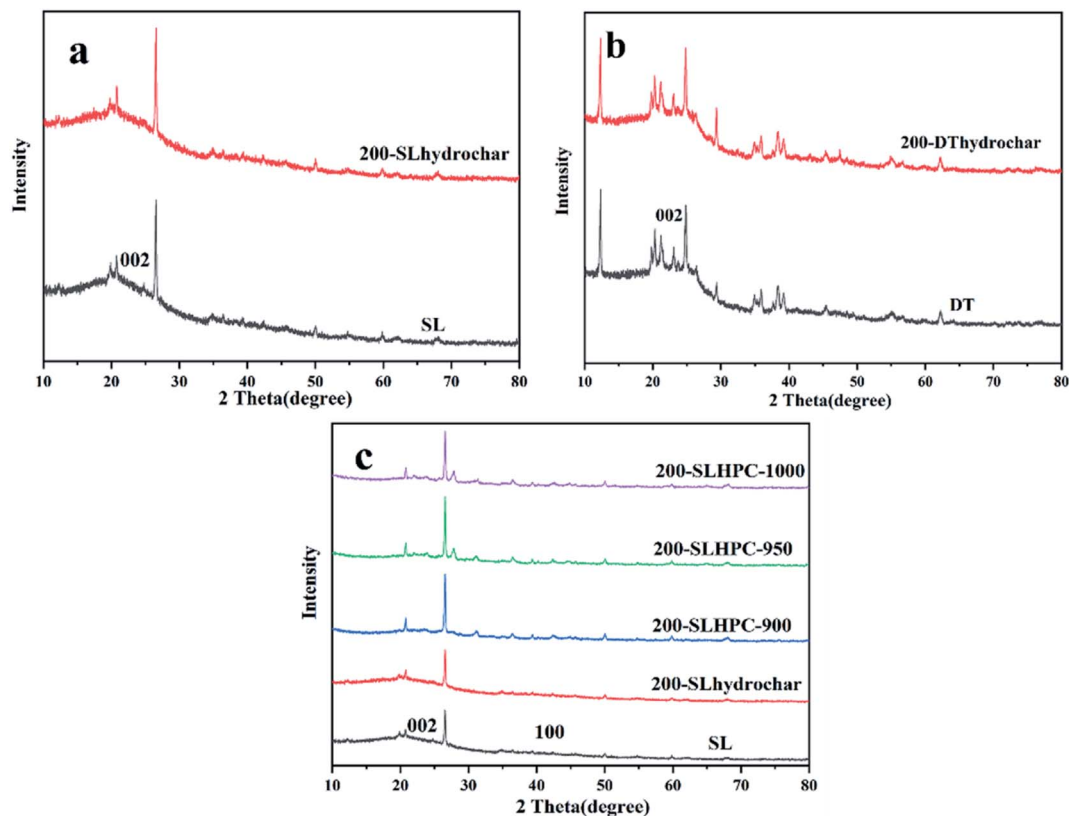 a
200-SLhydrochar
002
SL
Intensity
10 20 30 40 50 60 70 80
2 Theta(degree)
b
200-DThydrochar
002
DT
Intensity
10 20 30 40 50 60 70 80
2 Theta(degree)
c
200-SLHPC-1000
200-SLHPC-950
200-SLHPC-900
200-SLhydrochar
002
100
SL
Intensity
10 20 30 40 50 60 70 80
2 Theta(degree)